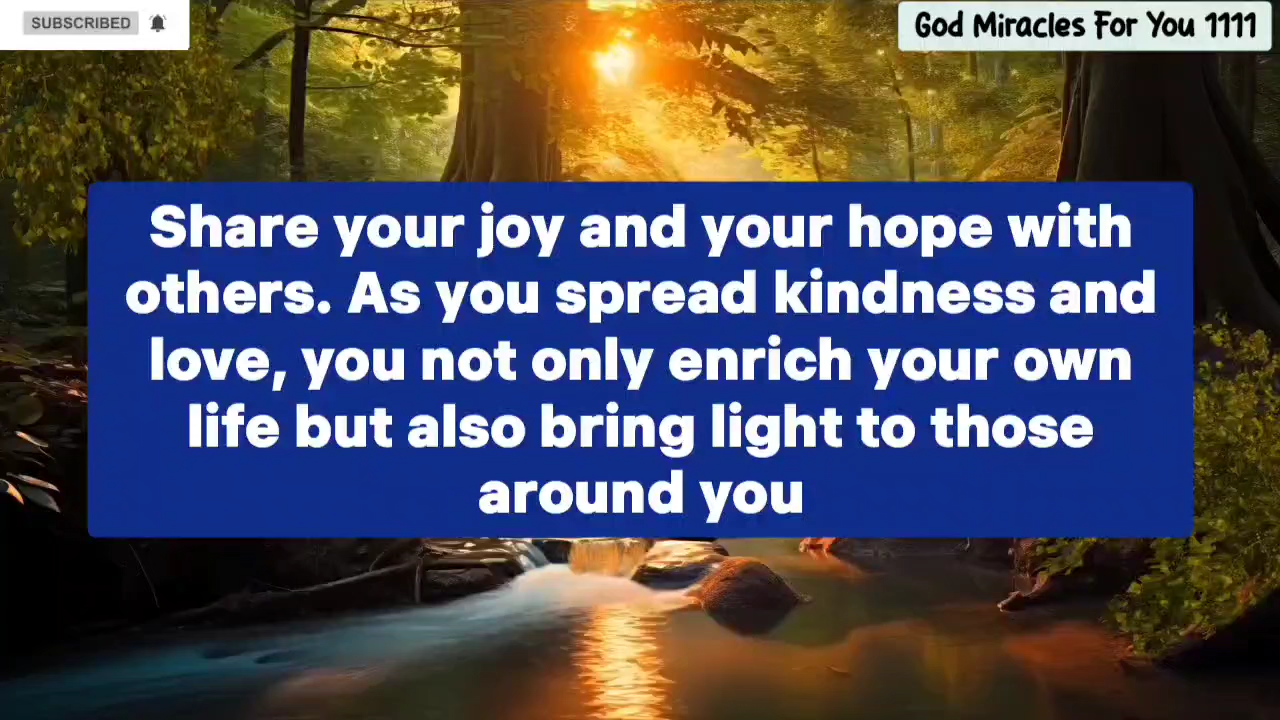 SUBSCRIBED
God Miracles For You 1111
Share your joy and your hope with
others. As you spread kindness and
love, you not only enrich your own
life but also bring light to those
around you